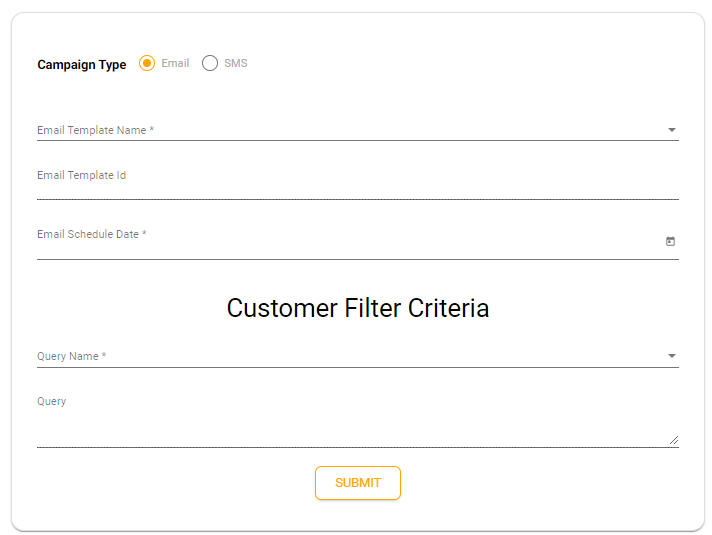 Campaign Type Email SMS
Email Template Name *
Email Template Id
Email Schedule Date *
Customer Filter Criteria
Query Name *
Query
SUBMIT